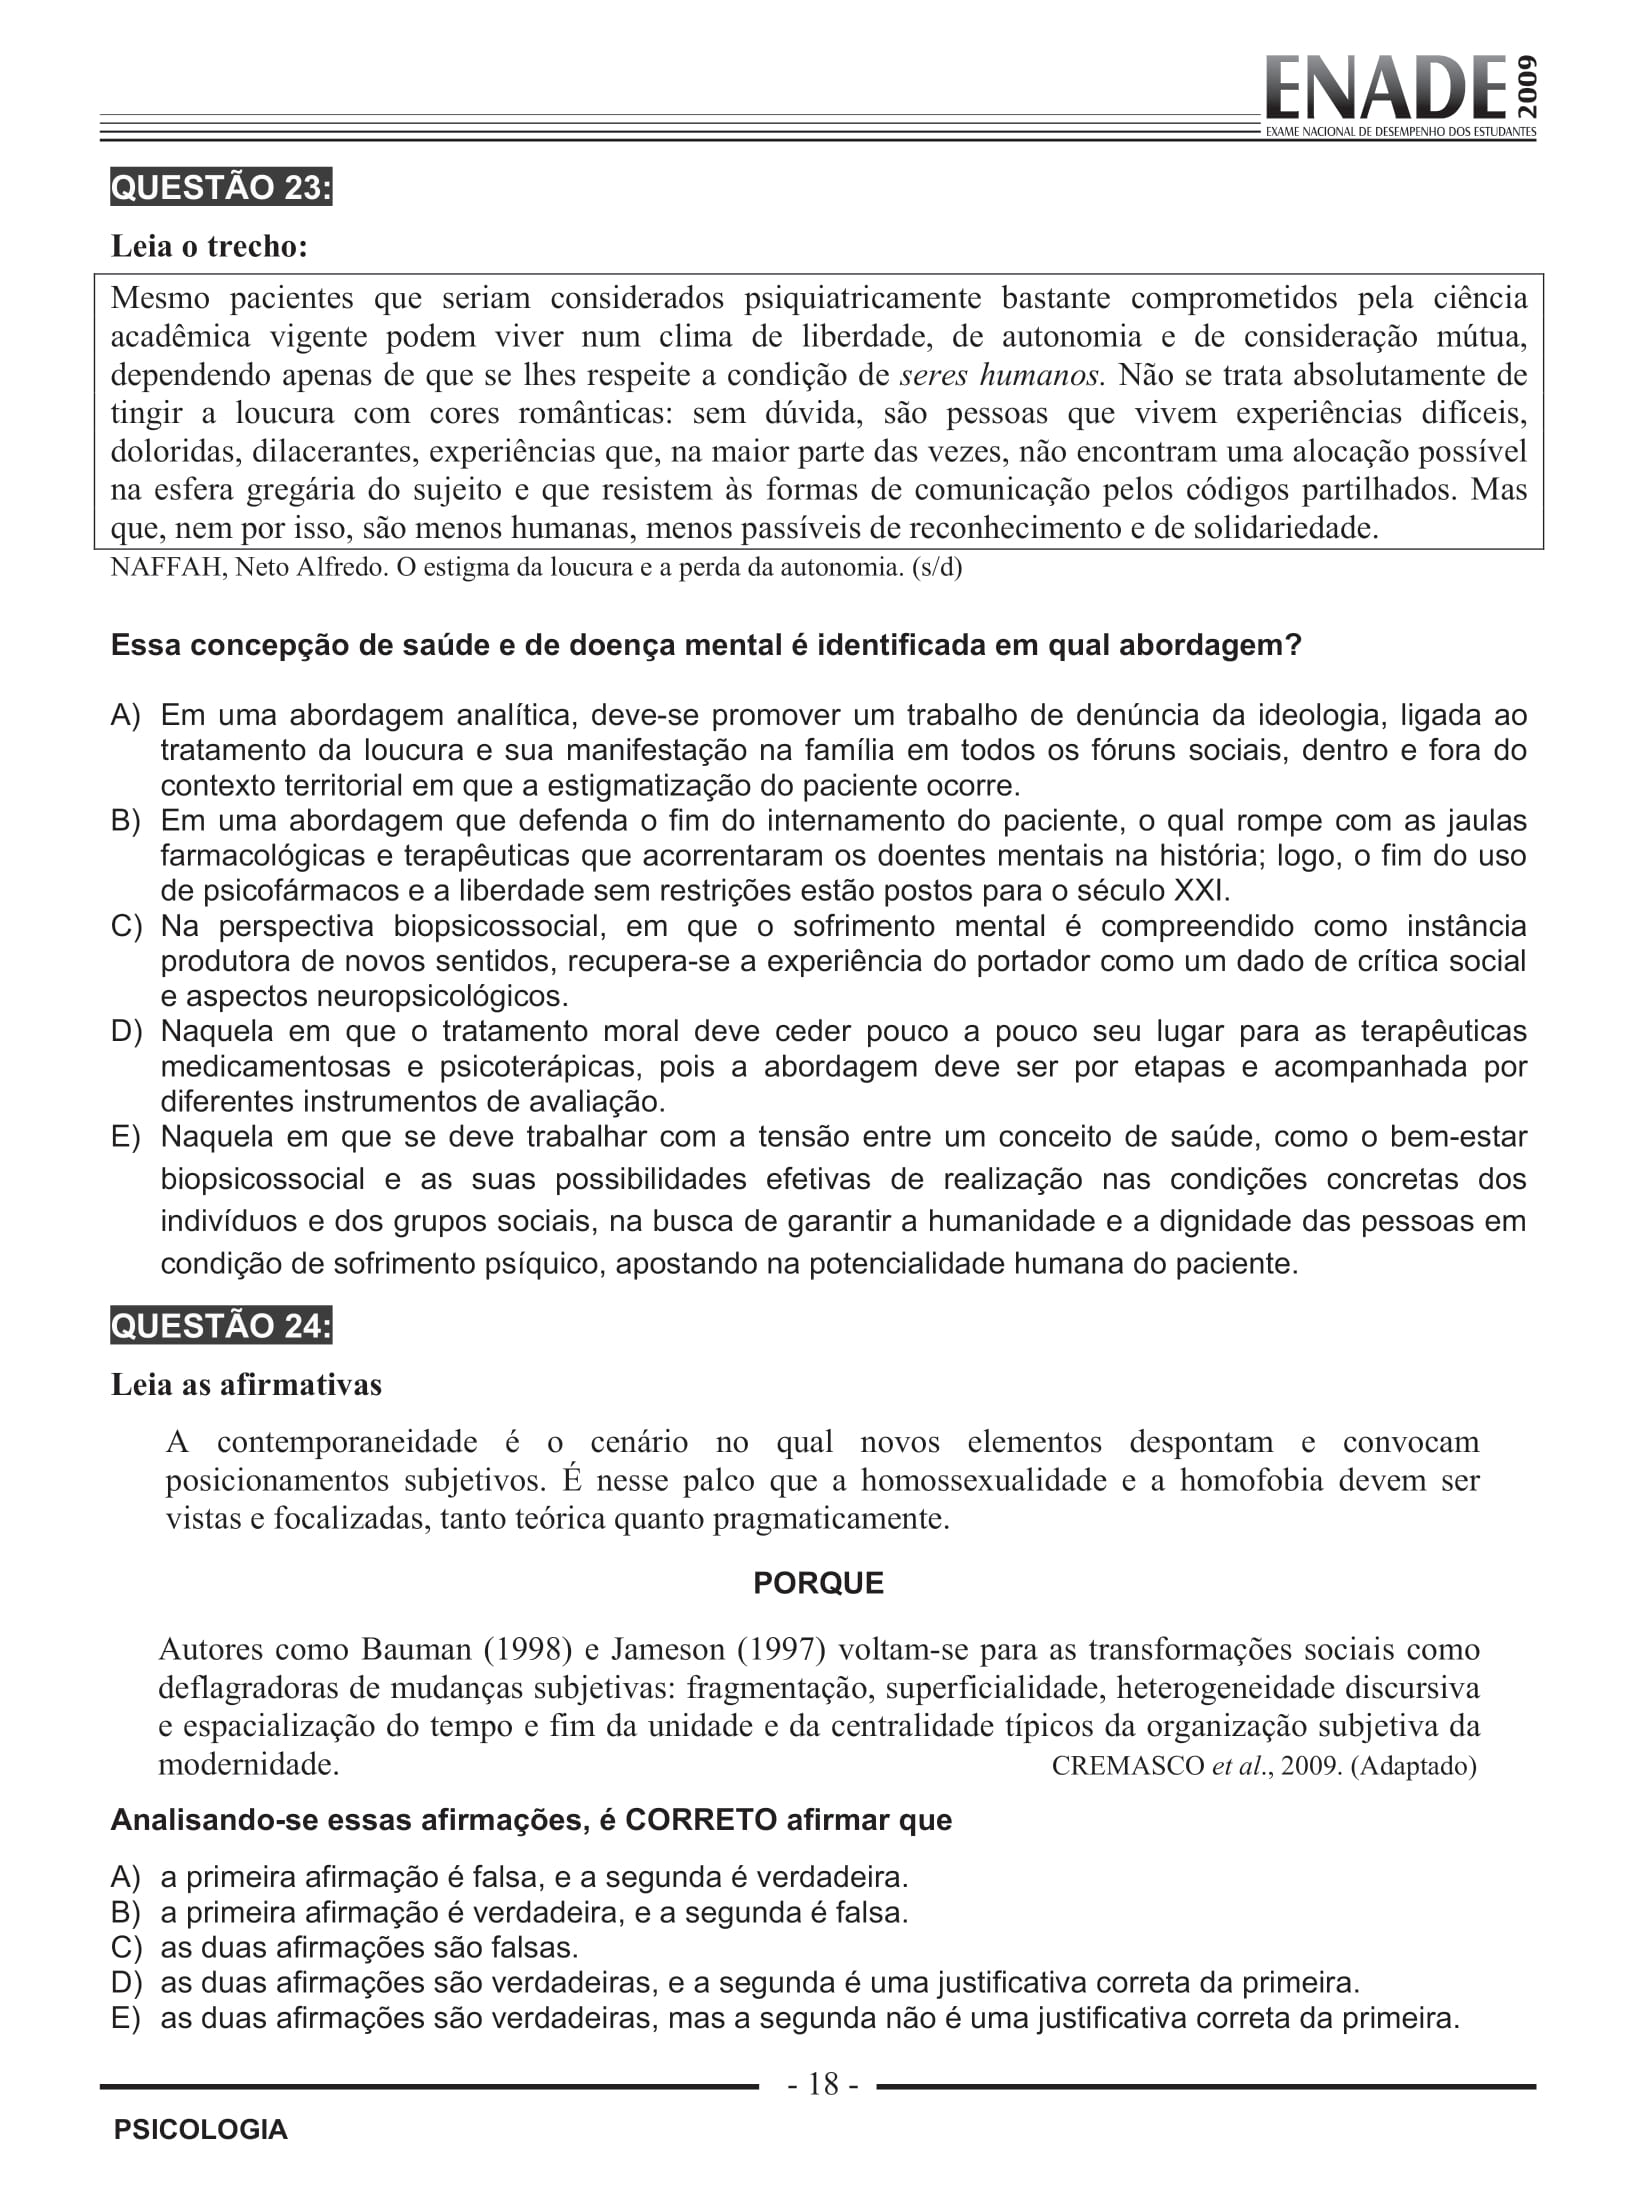 ENADE 2009
EXAME NACIONAL DE DESEMPENHO DOS ESTUDANTES
QUESTÃO 23:
Leia o trecho:
Mesmo pacientes que seriam considerados psiquiatricamente bastante comprometidos pela ciência
acadêmica vigente podem viver num clima de liberdade, de autonomia e de consideração mútua,
dependendo apenas de que se lhes respeite a condição de seres humanos. Não se trata absolutamente de
tingir a loucura com cores românticas: sem dúvida, são pessoas que vivem experiências difíceis,
doloridas, dilacerantes, experiências que, na maior parte das vezes, não encontram uma alocação possível
na esfera gregária do sujeito e que resistem às formas de comunicação pelos códigos partilhados. Mas
que, nem por isso, são menos humanas, menos passíveis de reconhecimento e de solidariedade.
NAFFAH, Neto Alfredo. O estigma da loucura e a perda da autonomia. (s/d)
Essa concepção de saúde e de doença mental é identificada em qual abordagem?
A) Em uma abordagem analítica, deve-se promover um trabalho de denúncia da ideologia, ligada ao
tratamento da loucura e sua manifestação na família em todos os fóruns sociais, dentro e fora do
contexto territorial em que a estigmatização do paciente ocorre.
B) Em uma abordagem que defenda o fim do internamento do paciente, o qual rompe com as jaulas
farmacológicas e terapêuticas que acorrentaram os doentes mentais na história; logo, o fim do uso
de psicofármacos e a liberdade sem restrições estão postos para o século XXI.
C) Na perspectiva biopsicossocial, em que o sofrimento mental é compreendido como instância
produtora de novos sentidos, recupera-se a experiência do portador como um dado de crítica social
e aspectos neuropsicológicos.
D) Naquela em que o tratamento moral deve ceder pouco a pouco seu lugar para as terapêuticas
medicamentosas e psicoterápicas, pois a abordagem deve ser por etapas e acompanhada por
diferentes instrumentos de avaliação.
E) Naquela em que se deve trabalhar com a tensão entre um conceito de saúde, como o bem-estar
biopsicossocial e as suas possibilidades efetivas de realização nas condições concretas dos
indivíduos e dos grupos sociais, na busca de garantir a humanidade e a dignidade das pessoas em
condição de sofrimento psíquico, apostando na potencialidade humana do paciente.
QUESTÃO 24:
Leia as afirmativas
A contemporaneidade é o cenário no qual novos elementos despontam e convocam
posicionamentos subjetivos. É nesse palco que a homossexualidade e a homofobia devem ser
vistas e focalizadas, tanto teórica quanto pragmaticamente.
PORQUE
Autores como Bauman (1998) e Jameson (1997) voltam-se para as transformações sociais como
deflagradoras de mudanças subjetivas: fragmentação, superficialidade, heterogeneidade discursiva
e espacialização do tempo e fim da unidade e da centralidade típicos da organização subjetiva da
modernidade. CREMASCO et al., 2009. (Adaptado)
Analisando-se essas afirmações, é CORRETO afirmar que
A) a primeira afirmação é falsa, e a segunda é verdadeira.
B) a primeira afirmação é verdadeira, e a segunda é falsa.
C) as duas afirmações são falsas.
D) as duas afirmações são verdadeiras, e a segunda é uma justificativa correta da primeira.
E) as duas afirmações são verdadeiras, mas a segunda não é uma justificativa correta da primeira.
- 18 -
PSICOLOGIA